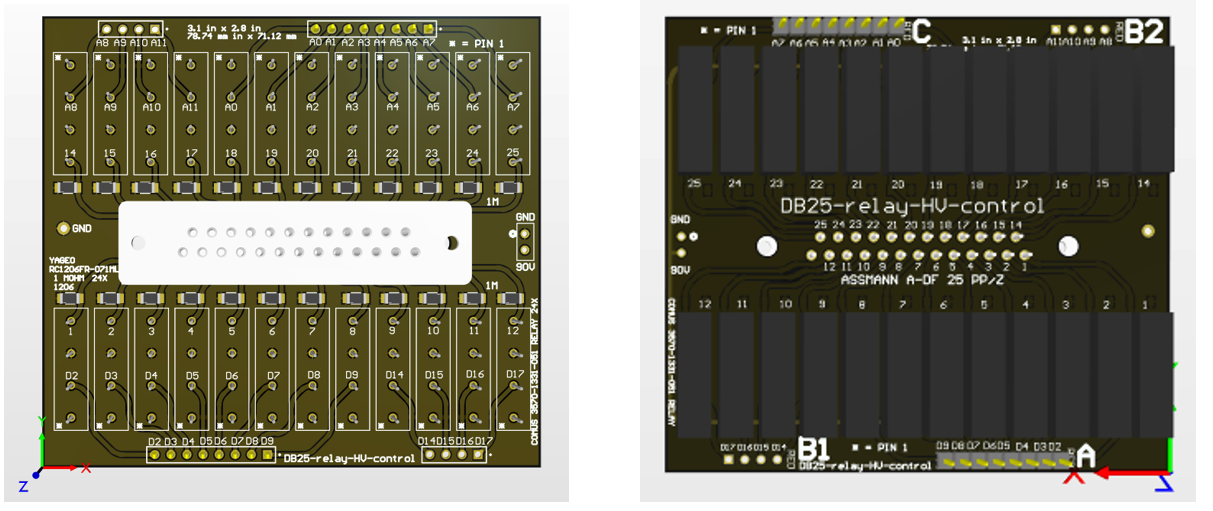 3.1 in x 2.8 in
78.74 mm in x 71.12 mm
A8 A9 A10 A11
A0 A1 A2 A3 A4 A5 A6 A7
* = PIN 1
A8 A9 A10 A11 A0 A1 A2 A3 A4 A5 A6 A7
14 15 16 17 18 19 20 21 22 23 24 25
1M
GND
GND
90V
YAGEO
RC1206FR-071ML
1 MOHM 24X
1206
1M
1 2 3 4 5 6 7 8 9 10 11 12
D2 D3 D4 D5 D6 D7 D8 D9 D14 D15 D16 D17
COMUS 3570-1331-051 RELAY 24X
D2 D3 D4 D5 D6 D7 D8 D9
D14 D15 D16 D17
DB25-relay-HV-control
Y
X
Z
* = PIN 1
A7 A6 A5 A4 A3 A2 A1 A0
RED
C
3.1 in x 2.8 in
A11 A10 A9 A8
RED
B2
25 24 23 22 21 20 19 18 17 16 15 14
DB25-relay-HV-control
GND
90V
25 24 23 22 21 20 19 18 17 16 15 14
12 11 10 9 8 7 6 5 4 3 2 1
ASSMANN A-DF 25 PP/Z
12 11 10 9 8 7 6 5 4 3 2 1
COMUS 3570-1331-051 RELAY
D17 D16 D15 D14
RED
B1
* = PIN 1
DB25-relay-HV-control
D9 D8 D7 D6 D5 D4 D3 D2
A
X
Z